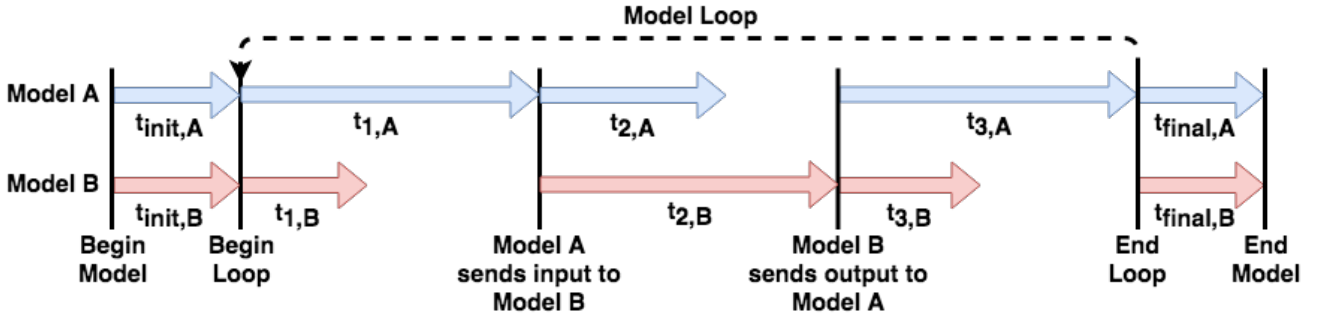 Model Loop
Model A
t_init,A
t_1,A
t_2,A
t_3,A
t_final,A
Model B
t_init,B
t_1,B
t_2,B
t_3,B
t_final,B
Begin
Model
Begin
Loop
Model A
sends input to
Model B
Model B
sends output to
Model A
End
Loop
End
Model